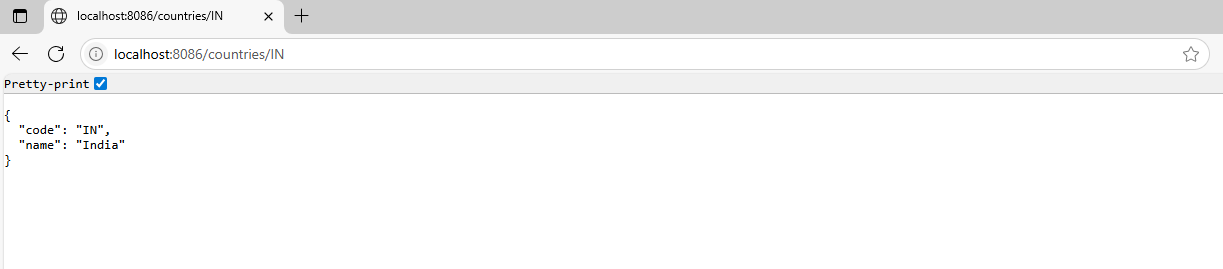 localhost:8086/countries/IN
localhost:8086/countries/IN
Pretty-print
{
  "code": "IN",
  "name": "India"
}